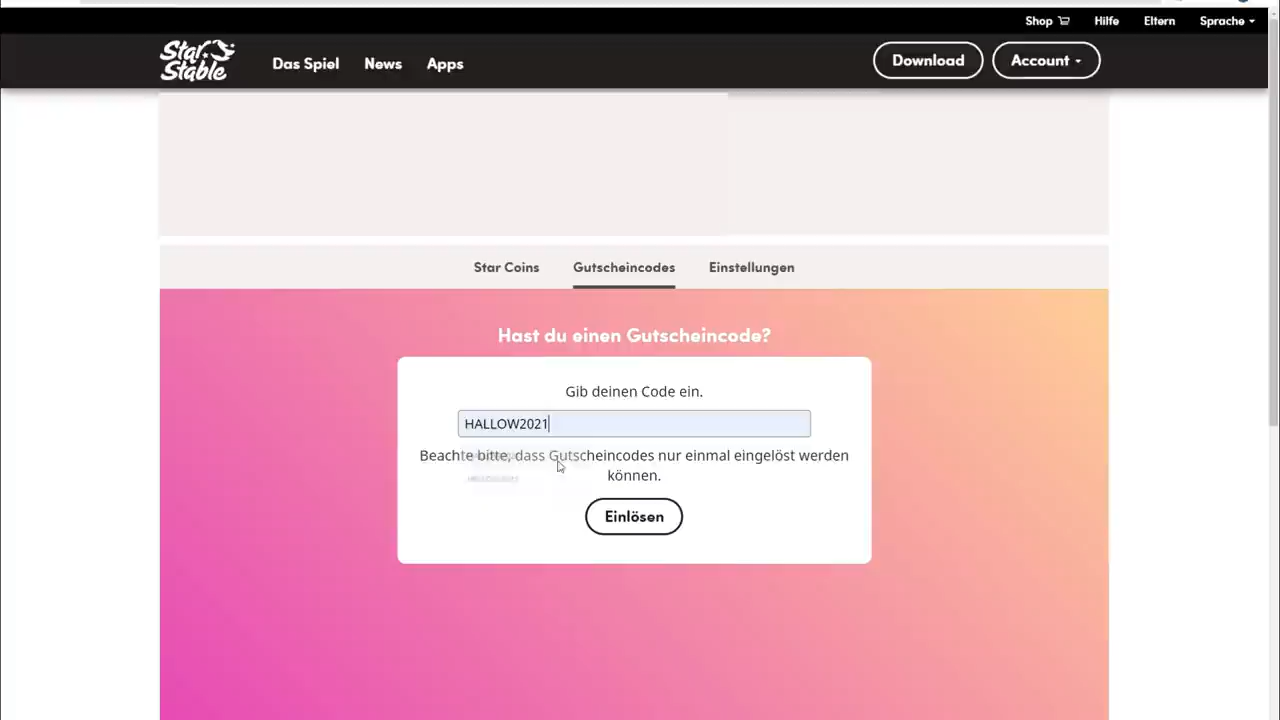 Shop
Hilfe
Eltern
Sprache
Star Stable
Das Spiel
News
Apps
Download
Account
Star Coins
Gutscheincodes
Einstellungen
Hast du einen Gutscheincode?
Gib deinen Code ein.
HALLOW2021
Beachte bitte, dass Gutscheincodes nur einmal eingelöst werden
können.
Einlösen